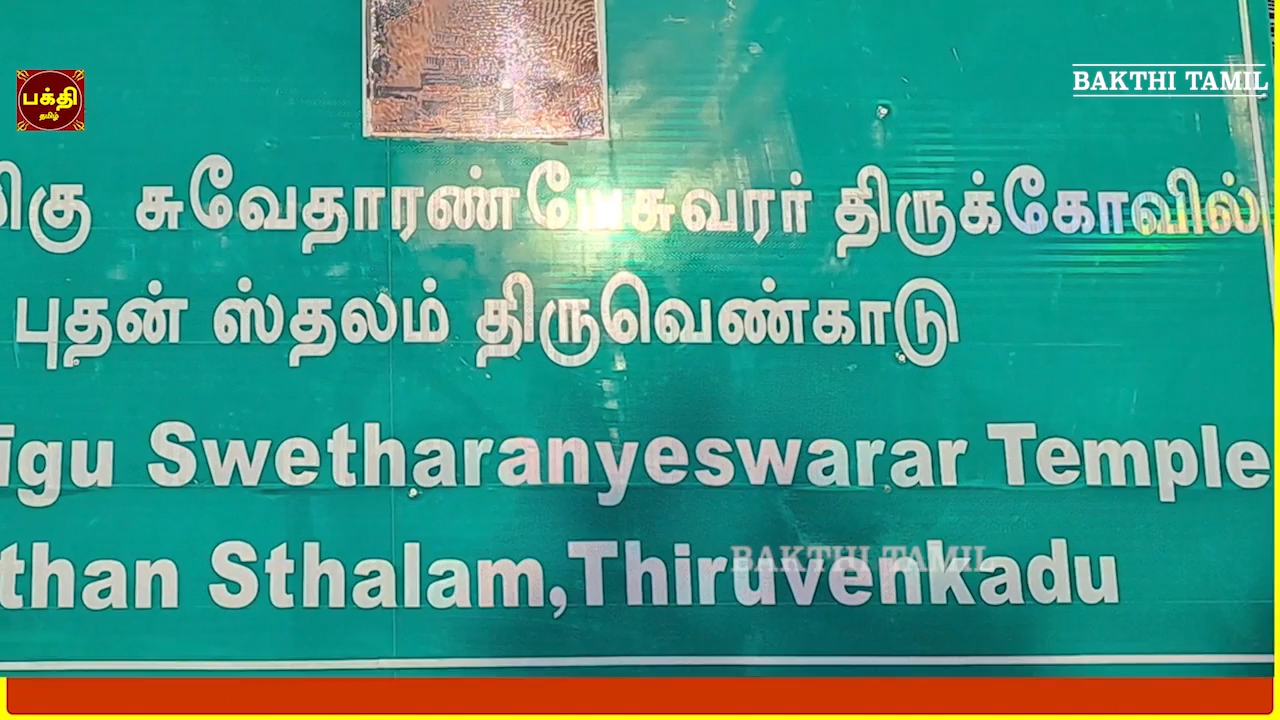 பக்தி
தமிழ்
BAKTHI TAMIL
சுவேதாரண்யேசுவரர் திருக்கோவில்
புதன் ஸ்தலம் திருவெண்காடு
igu Swetharanyeswarar Temple
than Sthalam,Thiruvenkadu
BAKTHI TAMIL